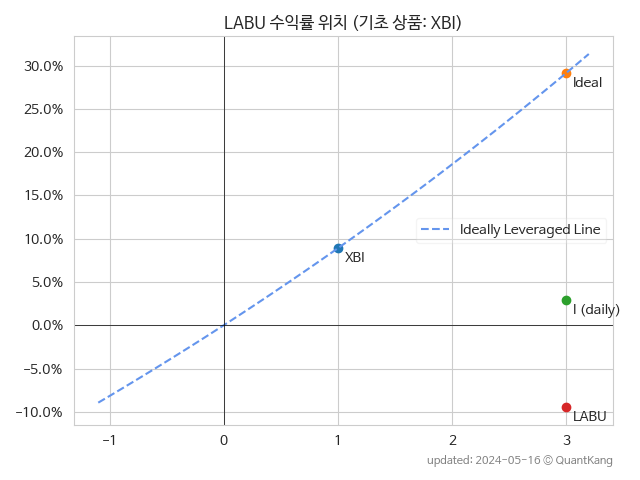 LABU 수익률 위치 (기초 상품: XBI)
30.0%
25.0%
20.0%
15.0%
10.0%
5.0%
0.0%
−5.0%
−10.0%
Ideal
Ideally Leveraged Line
XBI
I (daily)
LABU
−1
0
1
2
3
updated: 2024-05-16 © QuantKang